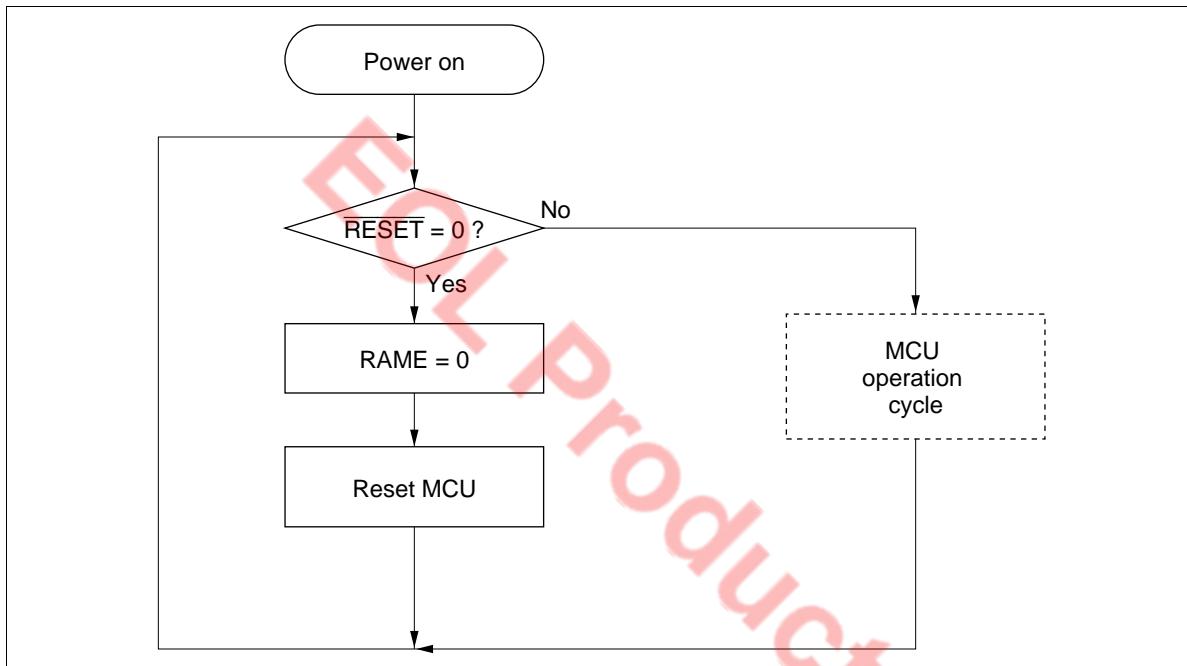 Power on
RESET = 0 ?
No
Yes
RAME = 0
MCU
operation
cycle
Reset MCU
EOL Product